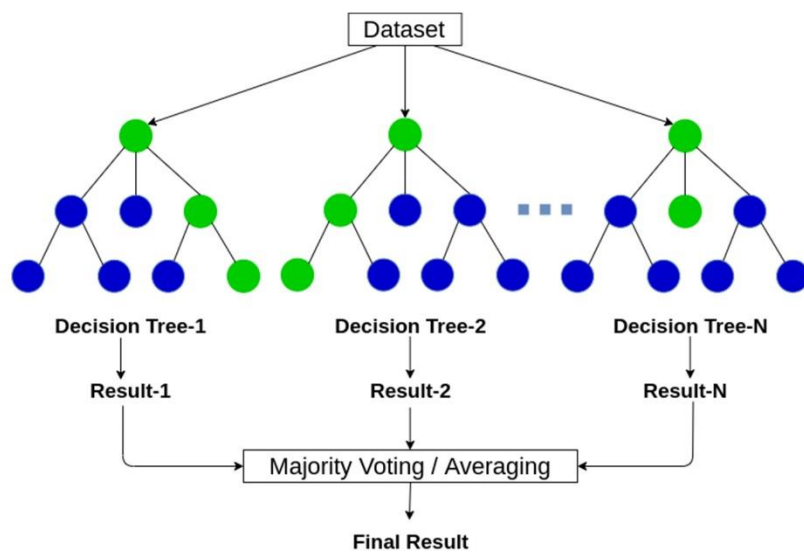 Dataset
Decision Tree-1
Decision Tree-2
Decision Tree-N
Result-1
Result-2
Result-N
Majority Voting / Averaging
Final Result